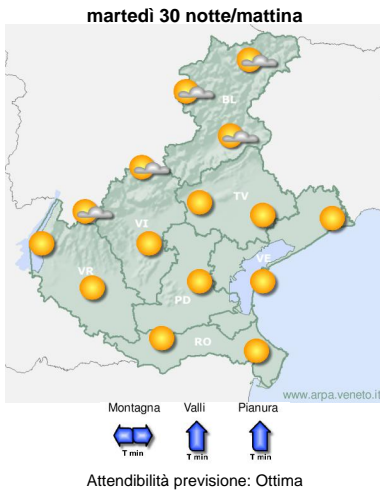 martedì 30 notte/mattina
BL
TV
VI
VE
VR
PD
RO
www.arpa.veneto.it
Montagna Valli Pianura
T min T min T min
Attendibilità previsione: Ottima